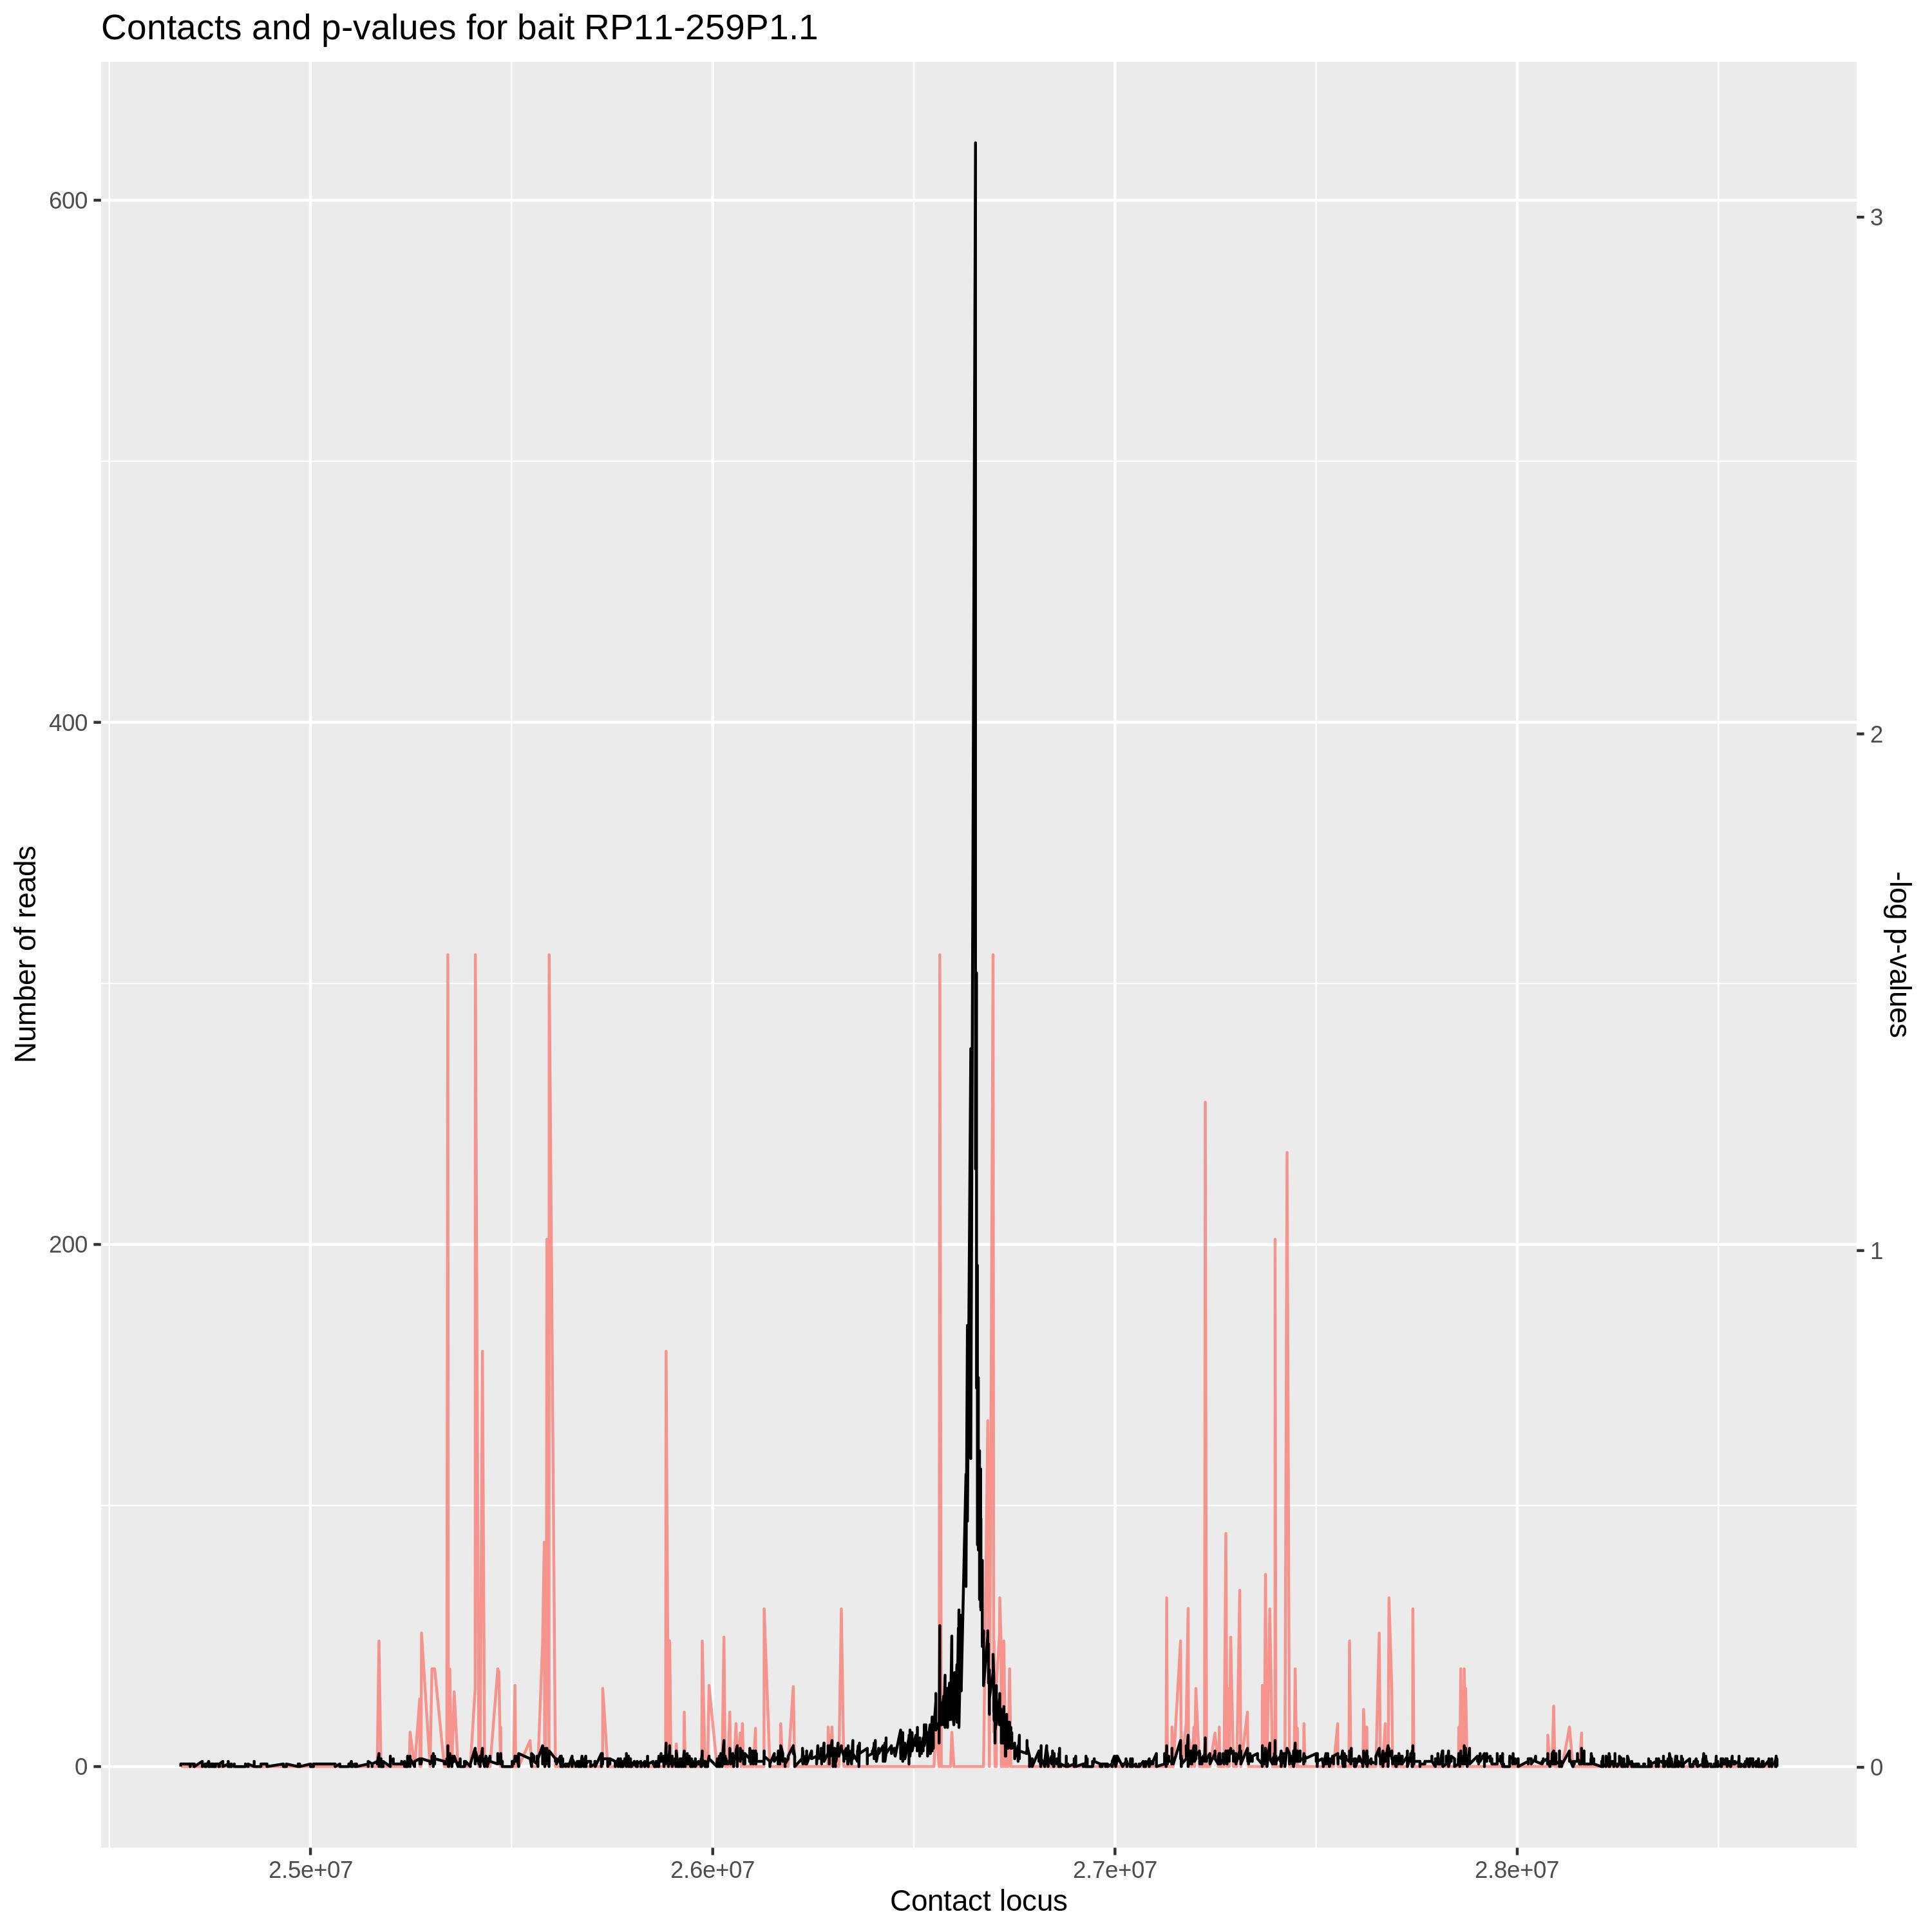 Contacts and p-values for bait RP11-259P1.1
600
400
200
0
Number of reads
3
2
1
0
-log p-values
2.5e+07
2.6e+07
2.7e+07
2.8e+07
Contact locus